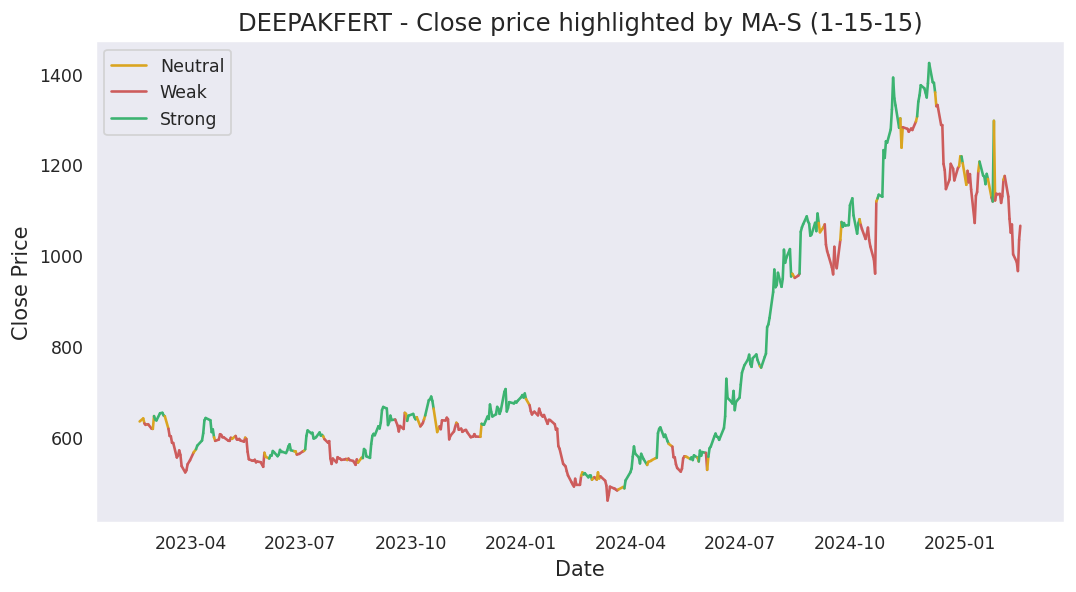 DEEPAKFERT - Close price highlighted by MA-S (1-15-15)
Neutral
Weak
Strong
1400
1200
1000
800
600
Close Price
2023-04 2023-07 2023-10 2024-01 2024-04 2024-07 2024-10 2025-01
Date